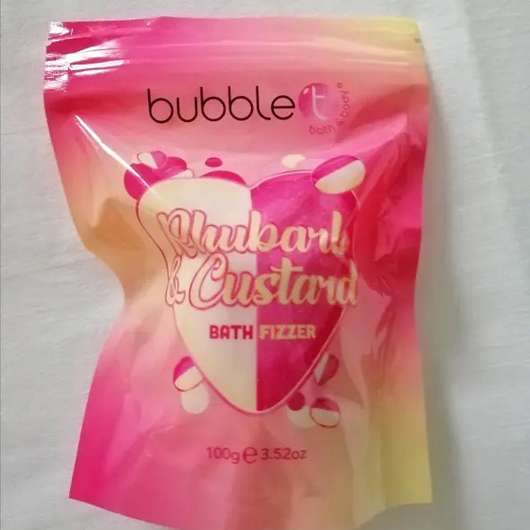 bubble t
bath & body®
Rhubarb
& Custard
BATH FIZZER
100g ℮ 3.52oz